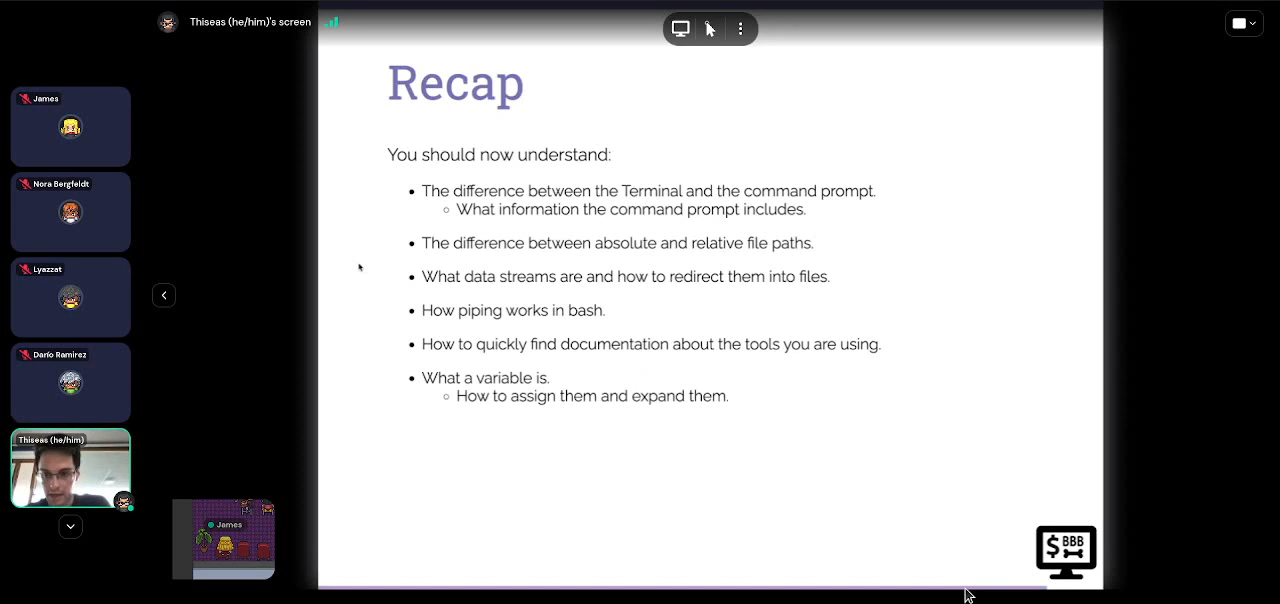 Thiseas (he/him)'s screen
James
Nora Bergfeldt
Lyazzat
Darío Ramirez
Thiseas (he/him)
James
Recap
You should now understand:
• The difference between the Terminal and the command prompt.
◦ What information the command prompt includes.
• The difference between absolute and relative file paths.
• What data streams are and how to redirect them into files.
• How piping works in bash.
• How to quickly find documentation about the tools you are using.
• What a variable is.
◦ How to assign them and expand them.
$ BBB